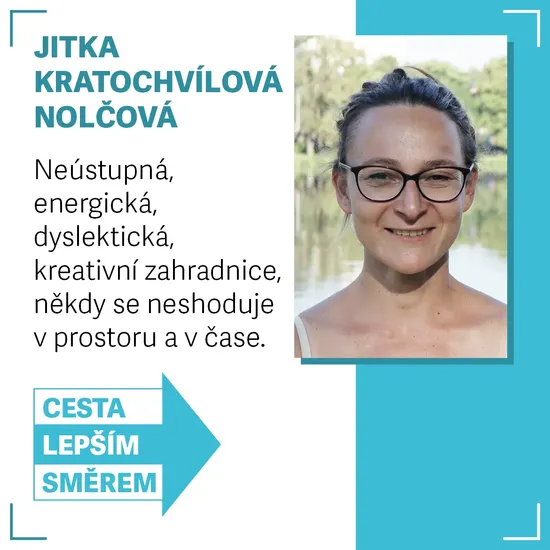 JITKA
KRATOCHVÍLOVÁ
NOLČOVÁ
Neústupná,
energická,
dyslektická,
kreativní zahradnice,
někdy se neshoduje
v prostoru a v čase.
CESTA
LEPŠÍM
SMĚREM